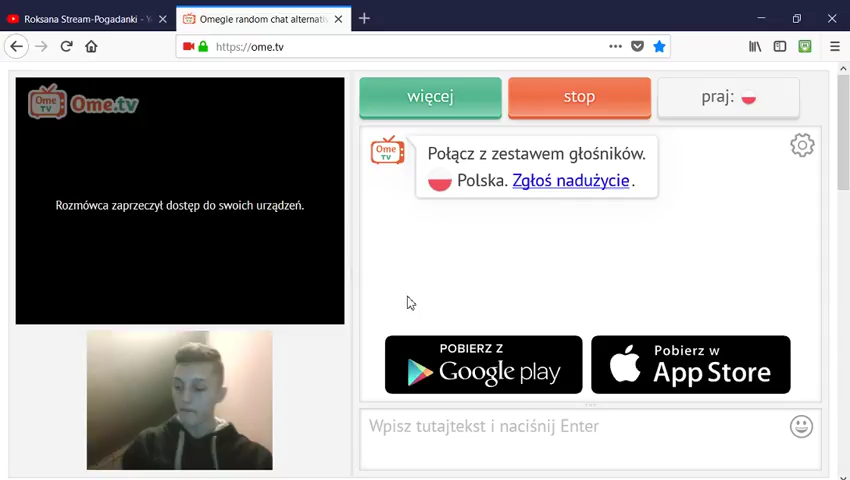 Roksana Stream-Pogadanki -
Omegle random chat alternati
https://ome.tv
Ome TV Ome.tv
Rozmówca zaprzeczył dostęp do swoich urządzeń.
więcej
stop
praj:
Ome TV
Połącz z zestawem głośników.
Polska. Zgłoś nadużycie.
POBIERZ Z
Google play
Pobierz w
App Store
Wpisz tutajtekst i naciśnij Enter